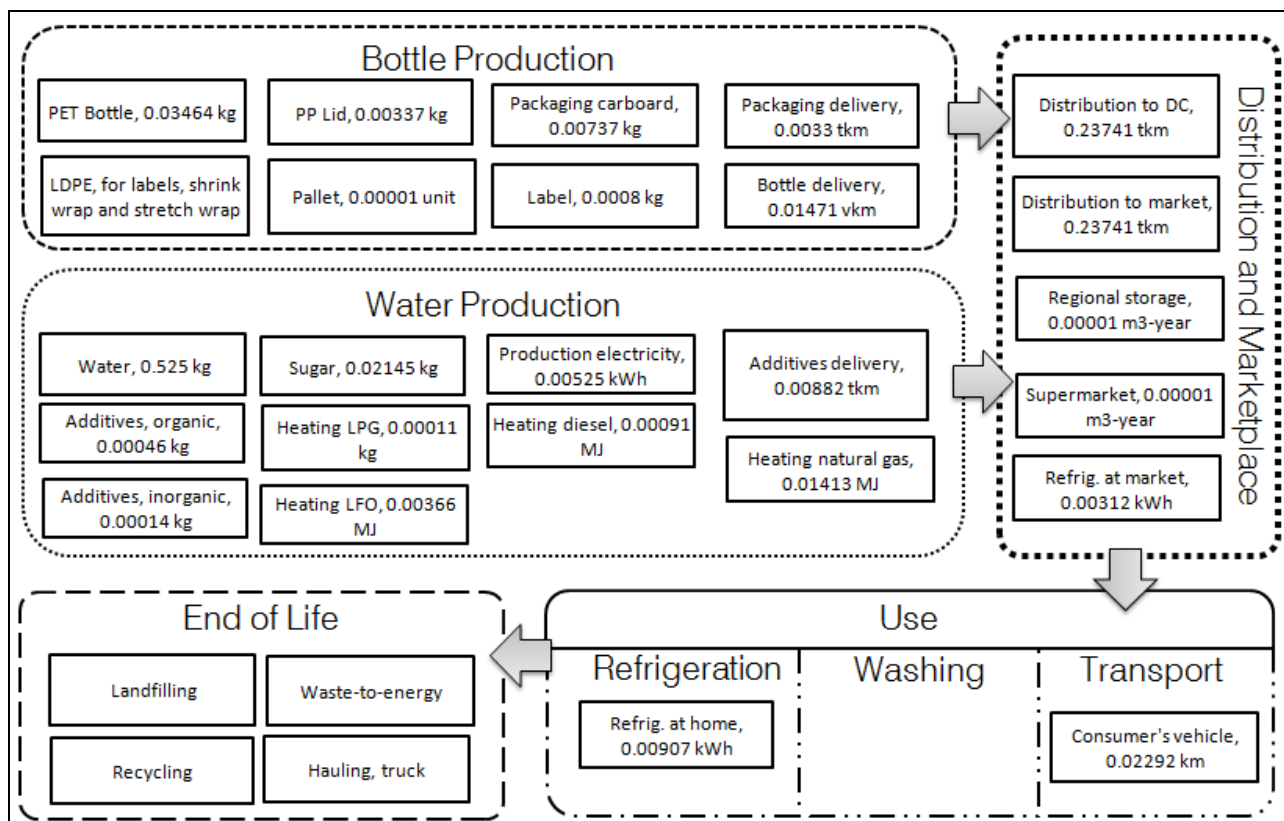 Bottle Production
PET Bottle, 0.03464 kg
PP Lid, 0.00337 kg
Packaging carboard,
0.00737 kg
Packaging delivery,
0.0033 tkm
LDPE, for labels, shrink
wrap and stretch wrap
Pallet, 0.00001 unit
Label, 0.0008 kg
Bottle delivery,
0.01471 vkm
Water Production
Water, 0.525 kg
Sugar, 0.02145 kg
Production electricity,
0.00525 kWh
Additives delivery,
0.00882 tkm
Additives, organic,
0.00046 kg
Heating LPG, 0.00011
kg
Heating diesel, 0.00091
MJ
Heating natural gas,
0.01413 MJ
Additives, inorganic,
0.00014 kg
Heating LFO, 0.00366
MJ
Distribution and Marketplace
Distribution to DC,
0.23741 tkm
Distribution to market,
0.23741 tkm
Regional storage,
0.00001 m3-year
Supermarket, 0.00001
m3-year
Refrig. at market,
0.00312 kWh
Use
Refrigeration
Refrig. at home,
0.00907 kWh
Washing
Transport
Consumer's vehicle,
0.02292 km
End of Life
Landfilling
Waste-to-energy
Recycling
Hauling, truck